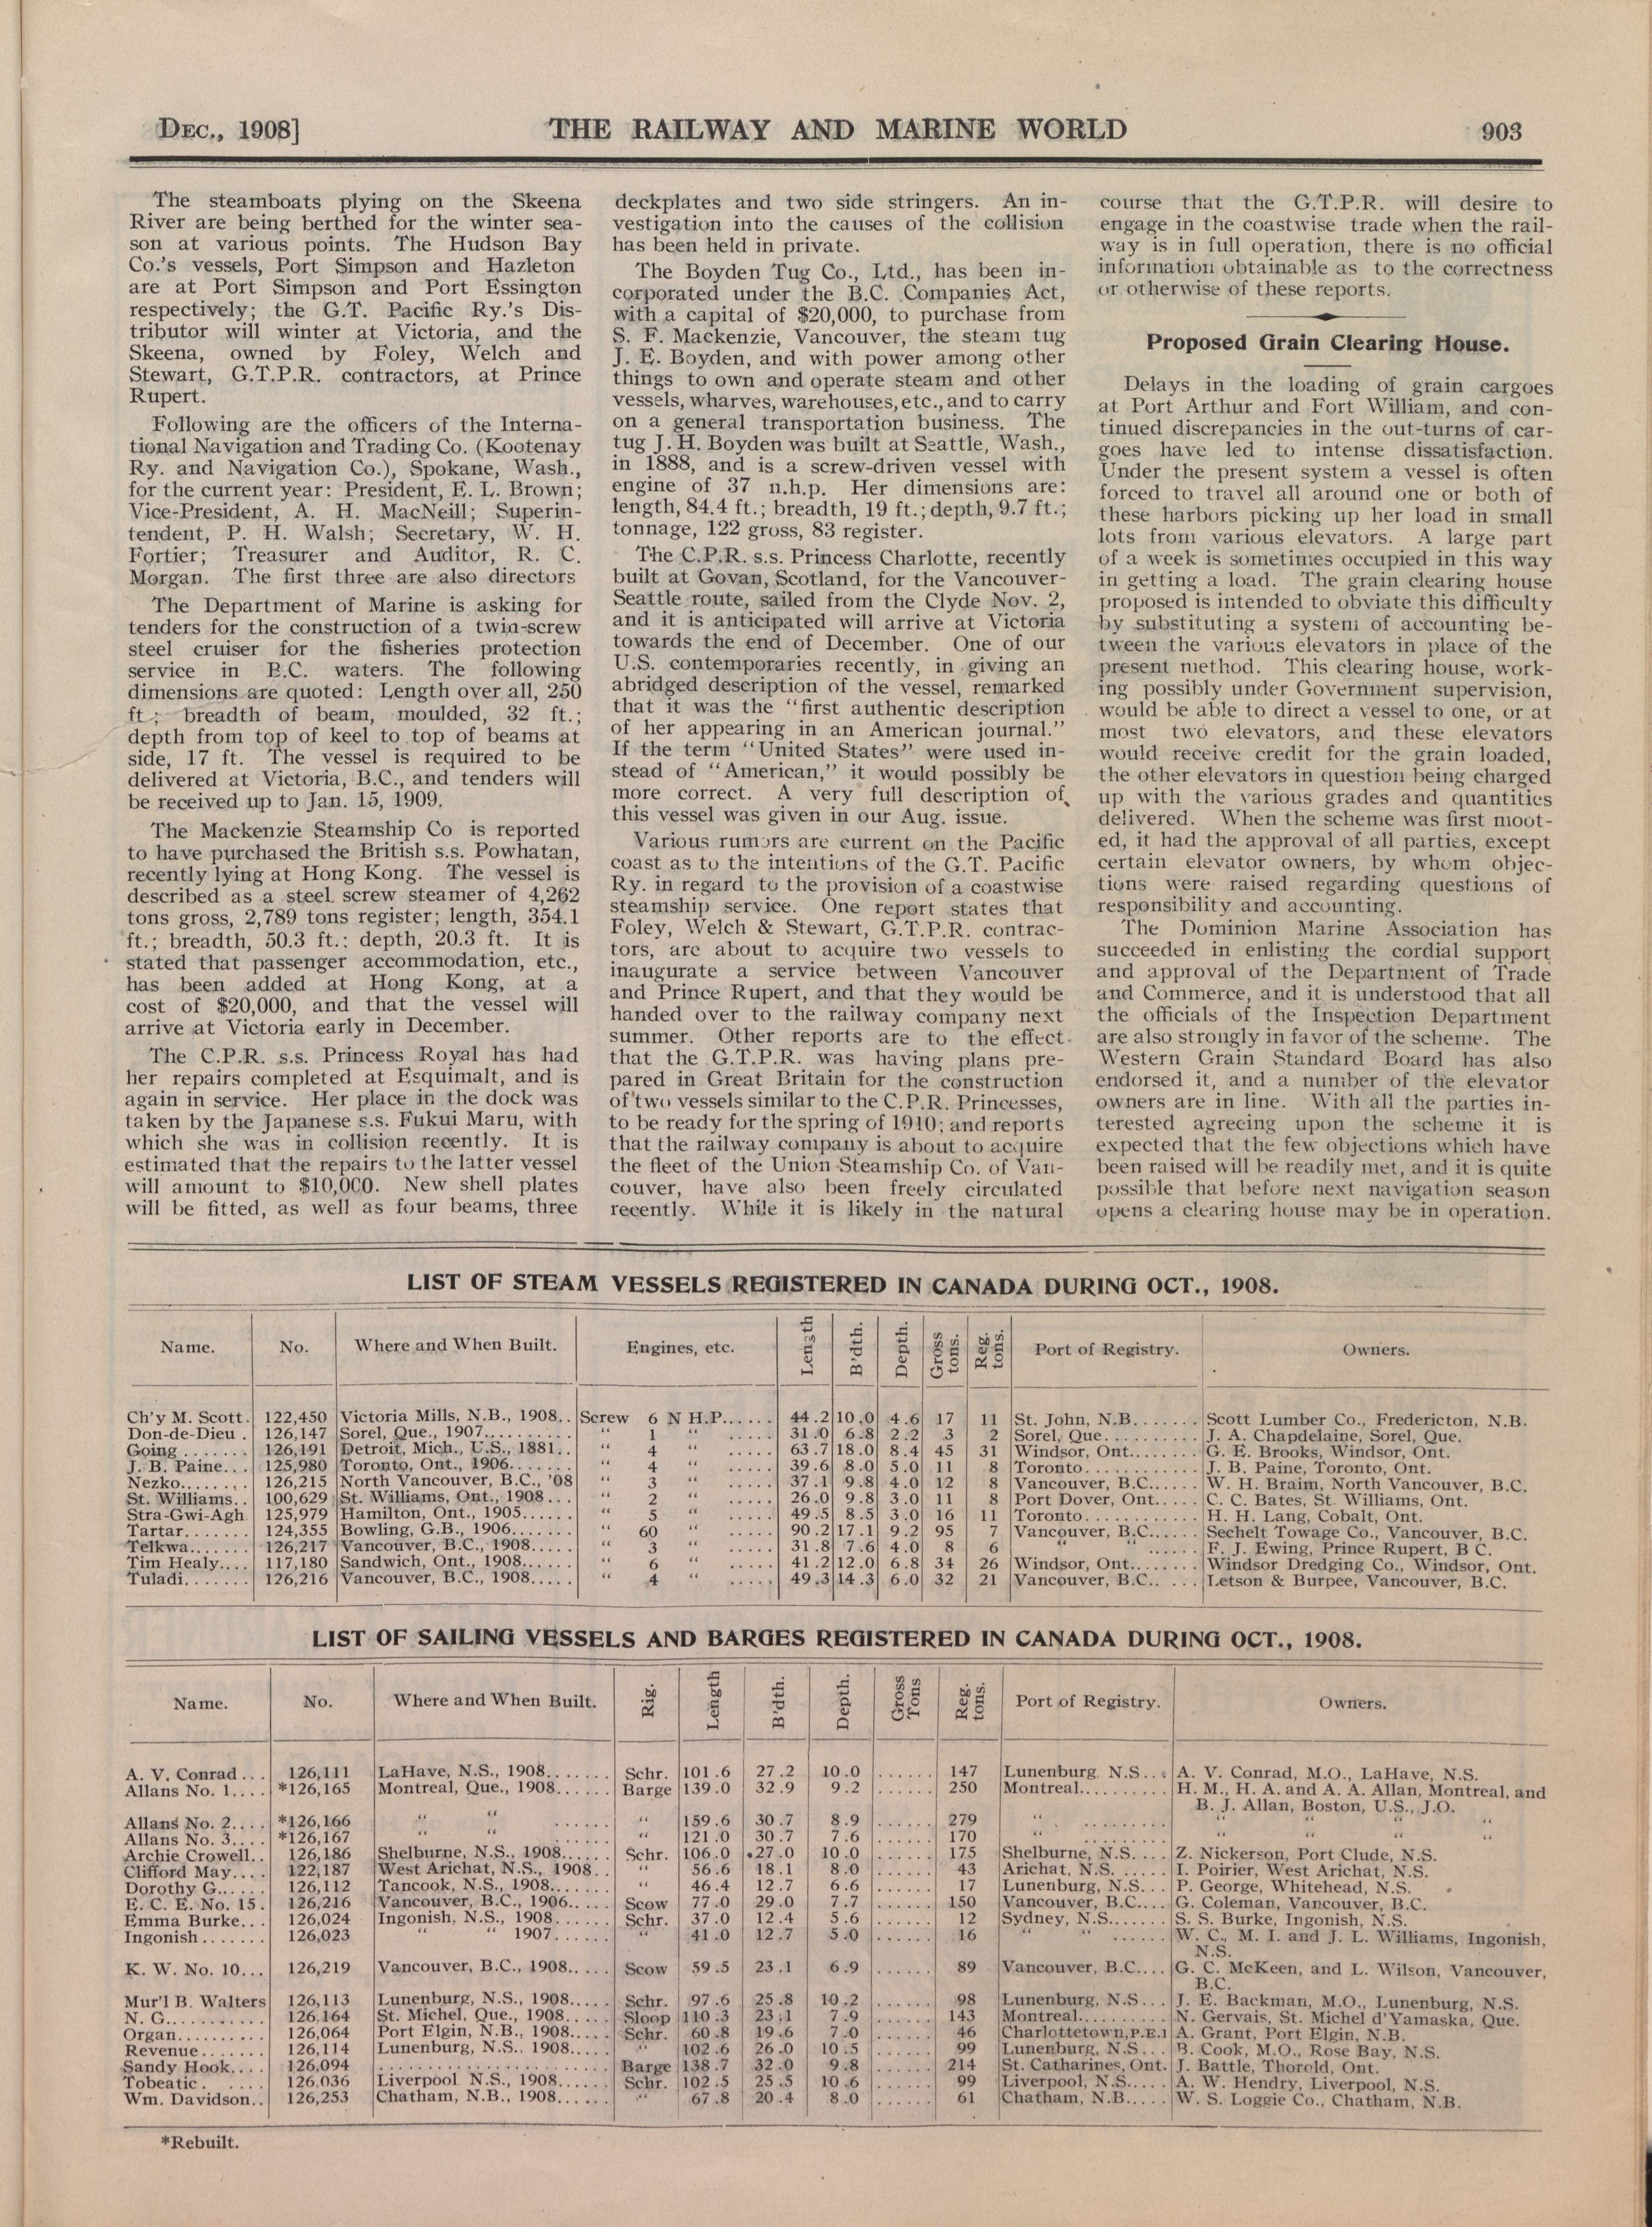 DEC., 1908]
THE RAILWAY AND MARINE WORLD
903
The steamboats plying on the Skeena
River are being berthed for the winter sea-
son at various points. The Hudson Bay
Co.'s vessels, Port Simpson and Hazleton
are at Port Simpson and Port Essington
respectively; the G.T. Pacific Ry.'s Dis-
tributor will winter at Victoria, and the
Skeena, owned by Foley, Welch and
Stewart, G.T.P.R. contractors, at Prince
Rupert.
Following are the officers of the Interna-
tional Navigation and Trading Co. (Kootenay
Ry. and Navigation Co.), Spokane, Wash.,
for the current year: President, E. L. Brown;
Vice-President, A. H. MacNeill; Superin-
tendent, P. H. Walsh; Secretary, W. H.
Fortier; Treasurer and Auditor, R. C.
Morgan. The first three are also directors
The Department of Marine is asking for
tenders for the construction of a twin-screw
steel cruiser for the fisheries protection
service in B.C. waters. The following
dimensions are quoted: Length over all, 250
ft.; breadth of beam, moulded, 32 ft.;
depth from top of keel to top of beams at
side, 17 ft. The vessel is required to be
delivered at Victoria, B.C., and tenders will
be received up to Jan. 15, 1909.
The Mackenzie Steamship Co is reported
to have purchased the British s.s. Powhatan,
recently lying at Hong Kong. The vessel is
described as a steel screw steamer of 4,262
tons gross, 2,789 tons register; length, 354.1
ft.; breadth, 50.3 ft.; depth, 20.3 ft. It is
stated that passenger accommodation, etc.,
has been added at Hong Kong, at a
cost of $20,000, and that the vessel will
arrive at Victoria early in December.
The C.P.R. s.s. Princess Royal has had
her repairs completed at Esquimalt, and is
again in service. Her place in the dock was
taken by the Japanese s.s. Fukui Maru, with
which she was in collision recently. It is
estimated that the repairs to the latter vessel
will amount to $10,000. New shell plates
will be fitted, as well as four beams, three
deckplates and two side stringers. An in-
vestigation into the causes of the collision
has been held in private.
The Boyden Tug Co., Ltd., has been in-
corporated under the B.C. Companies Act,
with a capital of $20,000, to purchase from
S. F. Mackenzie, Vancouver, the steam tug
J. E. Boyden, and with power among other
things to own and operate steam and other
vessels, wharves, warehouses, etc., and to carry
on a general transportation business. The
tug J. H. Boyden was built at Seattle, Wash.,
in 1888, and is a screw-driven vessel with
engine of 37 n.h.p. Her dimensions are:
length, 84.4 ft.; breadth, 19 ft.; depth, 9.7 ft.;
tonnage, 122 gross, 83 register.
The C.P.R. s.s. Princess Charlotte, recently
built at Govan, Scotland, for the Vancouver-
Seattle route, sailed from the Clyde Nov. 2,
and it is anticipated will arrive at Victoria
towards the end of December. One of our
U.S. contemporaries recently, in giving an
abridged description of the vessel, remarked
that it was the "first authentic description
of her appearing in an American journal."
If the term "United States" were used in-
stead of "American," it would possibly be
more correct. A very full description of
this vessel was given in our Aug. issue.
Various rumors are current on the Pacific
coast as to the intentions of the G.T. Pacific
Ry. in regard to the provision of a coastwise
steamship service. One report states that
Foley, Welch & Stewart, G.T.P.R. contrac-
tors, are about to acquire two vessels to
inaugurate a service between Vancouver
and Prince Rupert, and that they would be
handed over to the railway company next
summer. Other reports are to the effect
that the G.T.P.R. was having plans pre-
pared in Great Britain for the construction
of two vessels similar to the C.P.R. Princesses,
to be ready for the spring of 1910; and reports
that the railway company is about to acquire
the fleet of the Union Steamship Co. of Van-
couver, have also been freely circulated
recently. While it is likely in the natural
course that the G.T.P.R. will desire to
engage in the coastwise trade when the rail-
way is in full operation, there is no official
information obtainable as to the correctness
or otherwise of these reports.
Proposed Grain Clearing House.
Delays in the loading of grain cargoes
at Port Arthur and Fort William, and con-
tinued discrepancies in the out-turns of car-
goes have led to intense dissatisfaction.
Under the present system a vessel is often
forced to travel all around one or both of
these harbors picking up her load in small
lots from various elevators. A large part
of a week is sometimes occupied in this way
in getting a load. The grain clearing house
proposed is intended to obviate this difficulty
by substituting a system of accounting be-
tween the various elevators in place of the
present method. This clearing house, work-
ing possibly under Government supervision,
would be able to direct a vessel to one, or at
most two elevators, and these elevators
would receive credit for the grain loaded,
the other elevators in question being charged
up with the various grades and quantities
delivered. When the scheme was first moot-
ed, it had the approval of all parties, except
certain elevator owners, by whom objec-
tions were raised regarding questions of
responsibility and accounting.
The Dominion Marine Association has
succeeded in enlisting the cordial support
and approval of the Department of Trade
and Commerce, and it is understood that all
the officials of the Inspection Department
are also strongly in favor of the scheme. The
Western Grain Standard Board has also
endorsed it, and a number of the elevator
owners are in line. With all the parties in-
terested agreeing upon the scheme it is
expected that the few objections which have
been raised will be readily met, and it is quite
possible that before next navigation season
opens a clearing house may be in operation.
LIST OF STEAM VESSELS REGISTERED IN CANADA DURING OCT., 1908.
Name. No. Where and When Built. Engines, etc. Length B'dth. Depth. Gross tons. Reg. tons. Port of Registry. Owners.
Ch'y M. Scott. 122,450 Victoria Mills, N.B., 1908.. Screw 6 N H.P...... 44.2 10.0 4.6 17 11 St. John, N.B....... Scott Lumber Co., Fredericton, N.B.
Don-de-Dieu . 126,147 Sorel, Que., 1907.......... " 1 " ..... 31.0 6.8 2.2 3 2 Sorel, Que.......... J. A. Chapdelaine, Sorel, Que.
Going ....... 126,191 Detroit, Mich., U.S., 1881.. " 4 " ..... 63.7 18.0 8.4 45 31 Windsor, Ont........ G. E. Brooks, Windsor, Ont.
J. B. Paine... 125,980 Toronto, Ont., 1906....... " 4 " ..... 39.6 8.0 5.0 11 8 Toronto............ J. B. Paine, Toronto, Ont.
Nezko....... 126,215 North Vancouver, B.C., '08 " 3 " ..... 37.1 9.8 4.0 12 8 Vancouver, B.C..... W. H. Braim, North Vancouver, B.C.
St. Williams.. 100,629 St. Williams, Ont., 1908... " 2 " ..... 26.0 9.8 3.0 11 8 Port Dover, Ont..... C. C. Bates, St. Williams, Ont.
Stra-Gwi-Agh 125,979 Hamilton, Ont., 1905...... " 5 " ..... 49.5 8.5 3.0 16 11 Toronto............ H. H. Lang, Cobalt, Ont.
Tartar....... 124,355 Bowling, G.B., 1906....... " 60 " ..... 90.2 17.1 9.2 95 7 Vancouver, B.C...... Sechelt Towage Co., Vancouver, B.C.
Telkwa...... 126,217 Vancouver, B.C., 1908..... " 3 " ..... 31.8 7.6 4.0 8 6 " " ...... F. J. Ewing, Prince Rupert, B C.
Tim Healy.... 117,180 Sandwich, Ont., 1908...... " 6 " ..... 41.2 12.0 6.8 34 26 Windsor, Ont........ Windsor Dredging Co., Windsor, Ont.
Tuladi....... 126,216 Vancouver, B.C., 1908..... " 4 " ..... 49.3 14.3 6.0 32 21 Vancouver, B.C.. ... Letson & Burpee, Vancouver, B.C.
LIST OF SAILING VESSELS AND BARGES REGISTERED IN CANADA DURING OCT., 1908.
Name. No. Where and When Built. Rig. Length B'dth. Depth. Gross Tons Reg. tons. Port of Registry. Owners.
A. V. Conrad... 126,111 LaHave, N.S., 1908....... Schr. 101.6 27.2 10.0 ...... 147 Lunenburg N.S... A. V. Conrad, M.O., LaHave, N.S.
Allans No. 1.... *126,165 Montreal, Que., 1908...... Barge 139.0 32.9 9.2 ...... 250 Montreal......... H. M., H. A. and A. A. Allan, Montreal, and
B. J. Allan, Boston, U.S., J.O.
Allans No. 2.... *126,166 " " ...... " 159.6 30.7 8.9 ...... 279 " ......... " " " "
Allans No. 3.... *126,167 " " ...... " 121.0 30.7 7.6 ...... 170 " ......... " " " "
Archie Crowell.. 126,186 Shelburne, N.S., 1908..... Schr. 106.0 27.0 10.0 ...... 175 Shelburne, N.S.... Z. Nickerson, Port Clude, N.S.
Clifford May.... 122,187 West Arichat, N.S., 1908.. " 56.6 18.1 8.0 ...... 43 Arichat, N.S. ..... I. Poirier, West Arichat, N.S.
Dorothy G...... 126,112 Tancook, N.S., 1908....... " 46.4 12.7 6.6 ...... 17 Lunenburg, N.S... P. George, Whitehead, N.S.
E. C. E. No. 15. 126,216 Vancouver, B.C., 1906..... Scow 77.0 29.0 7.7 ...... 150 Vancouver, B.C.... G. Coleman, Vancouver, B.C.
Emma Burke... 126,024 Ingonish, N.S., 1908...... Schr. 37.0 12.4 5.6 ...... 12 Sydney, N.S....... S. S. Burke, Ingonish, N.S.
Ingonish....... 126,023 " " 1907...... " 41.0 12.7 5.0 ...... 16 " " ...... W. C., M. I. and J. L. Williams, Ingonish,
N.S.
K. W. No. 10... 126,219 Vancouver, B.C., 1908..... Scow 59.5 23.1 6.9 ...... 89 Vancouver, B.C.... G. C. McKeen, and L. Wilson, Vancouver,
B.C.
Mur'l B. Walters 126,113 Lunenburg, N.S., 1908..... Schr. 97.6 25.8 10.2 ...... 98 Lunenburg, N.S... J. E. Backman, M.O., Lunenburg, N.S.
N. G........... 126.164 St. Michel, Que., 1908..... Sloop 110.3 23.1 7.9 ...... 143 Montreal......... N. Gervais, St. Michel d'Yamaska, Que.
Organ.......... 126,064 Port Elgin, N.B., 1908..... Schr. 60.8 19.6 7.0 ...... 46 Charlottetown, P.E.I A. Grant, Port Elgin, N.B.
Revenue....... 126,114 Lunenburg, N.S., 1908..... " 102.6 26.0 10.5 ...... 99 Lunenburg, N.S... B. Cook, M.O., Rose Bay, N.S.
Sandy Hook.... 126,094 .......................... Barge 138.7 32.0 9.8 ...... 214 St. Catharines, Ont. J. Battle, Thorold, Ont.
Tobeatic. ..... 126,036 Liverpool N.S., 1908...... Schr. 102.5 25.5 10.6 ...... 99 Liverpool, N.S..... A. W. Hendry, Liverpool, N.S.
Wm. Davidson.. 126,253 Chatham, N.B., 1908...... " 67.8 20.4 8.0 ...... 61 Chatham, N.B..... W. S. Loggie Co., Chatham, N.B.
*Rebuilt.